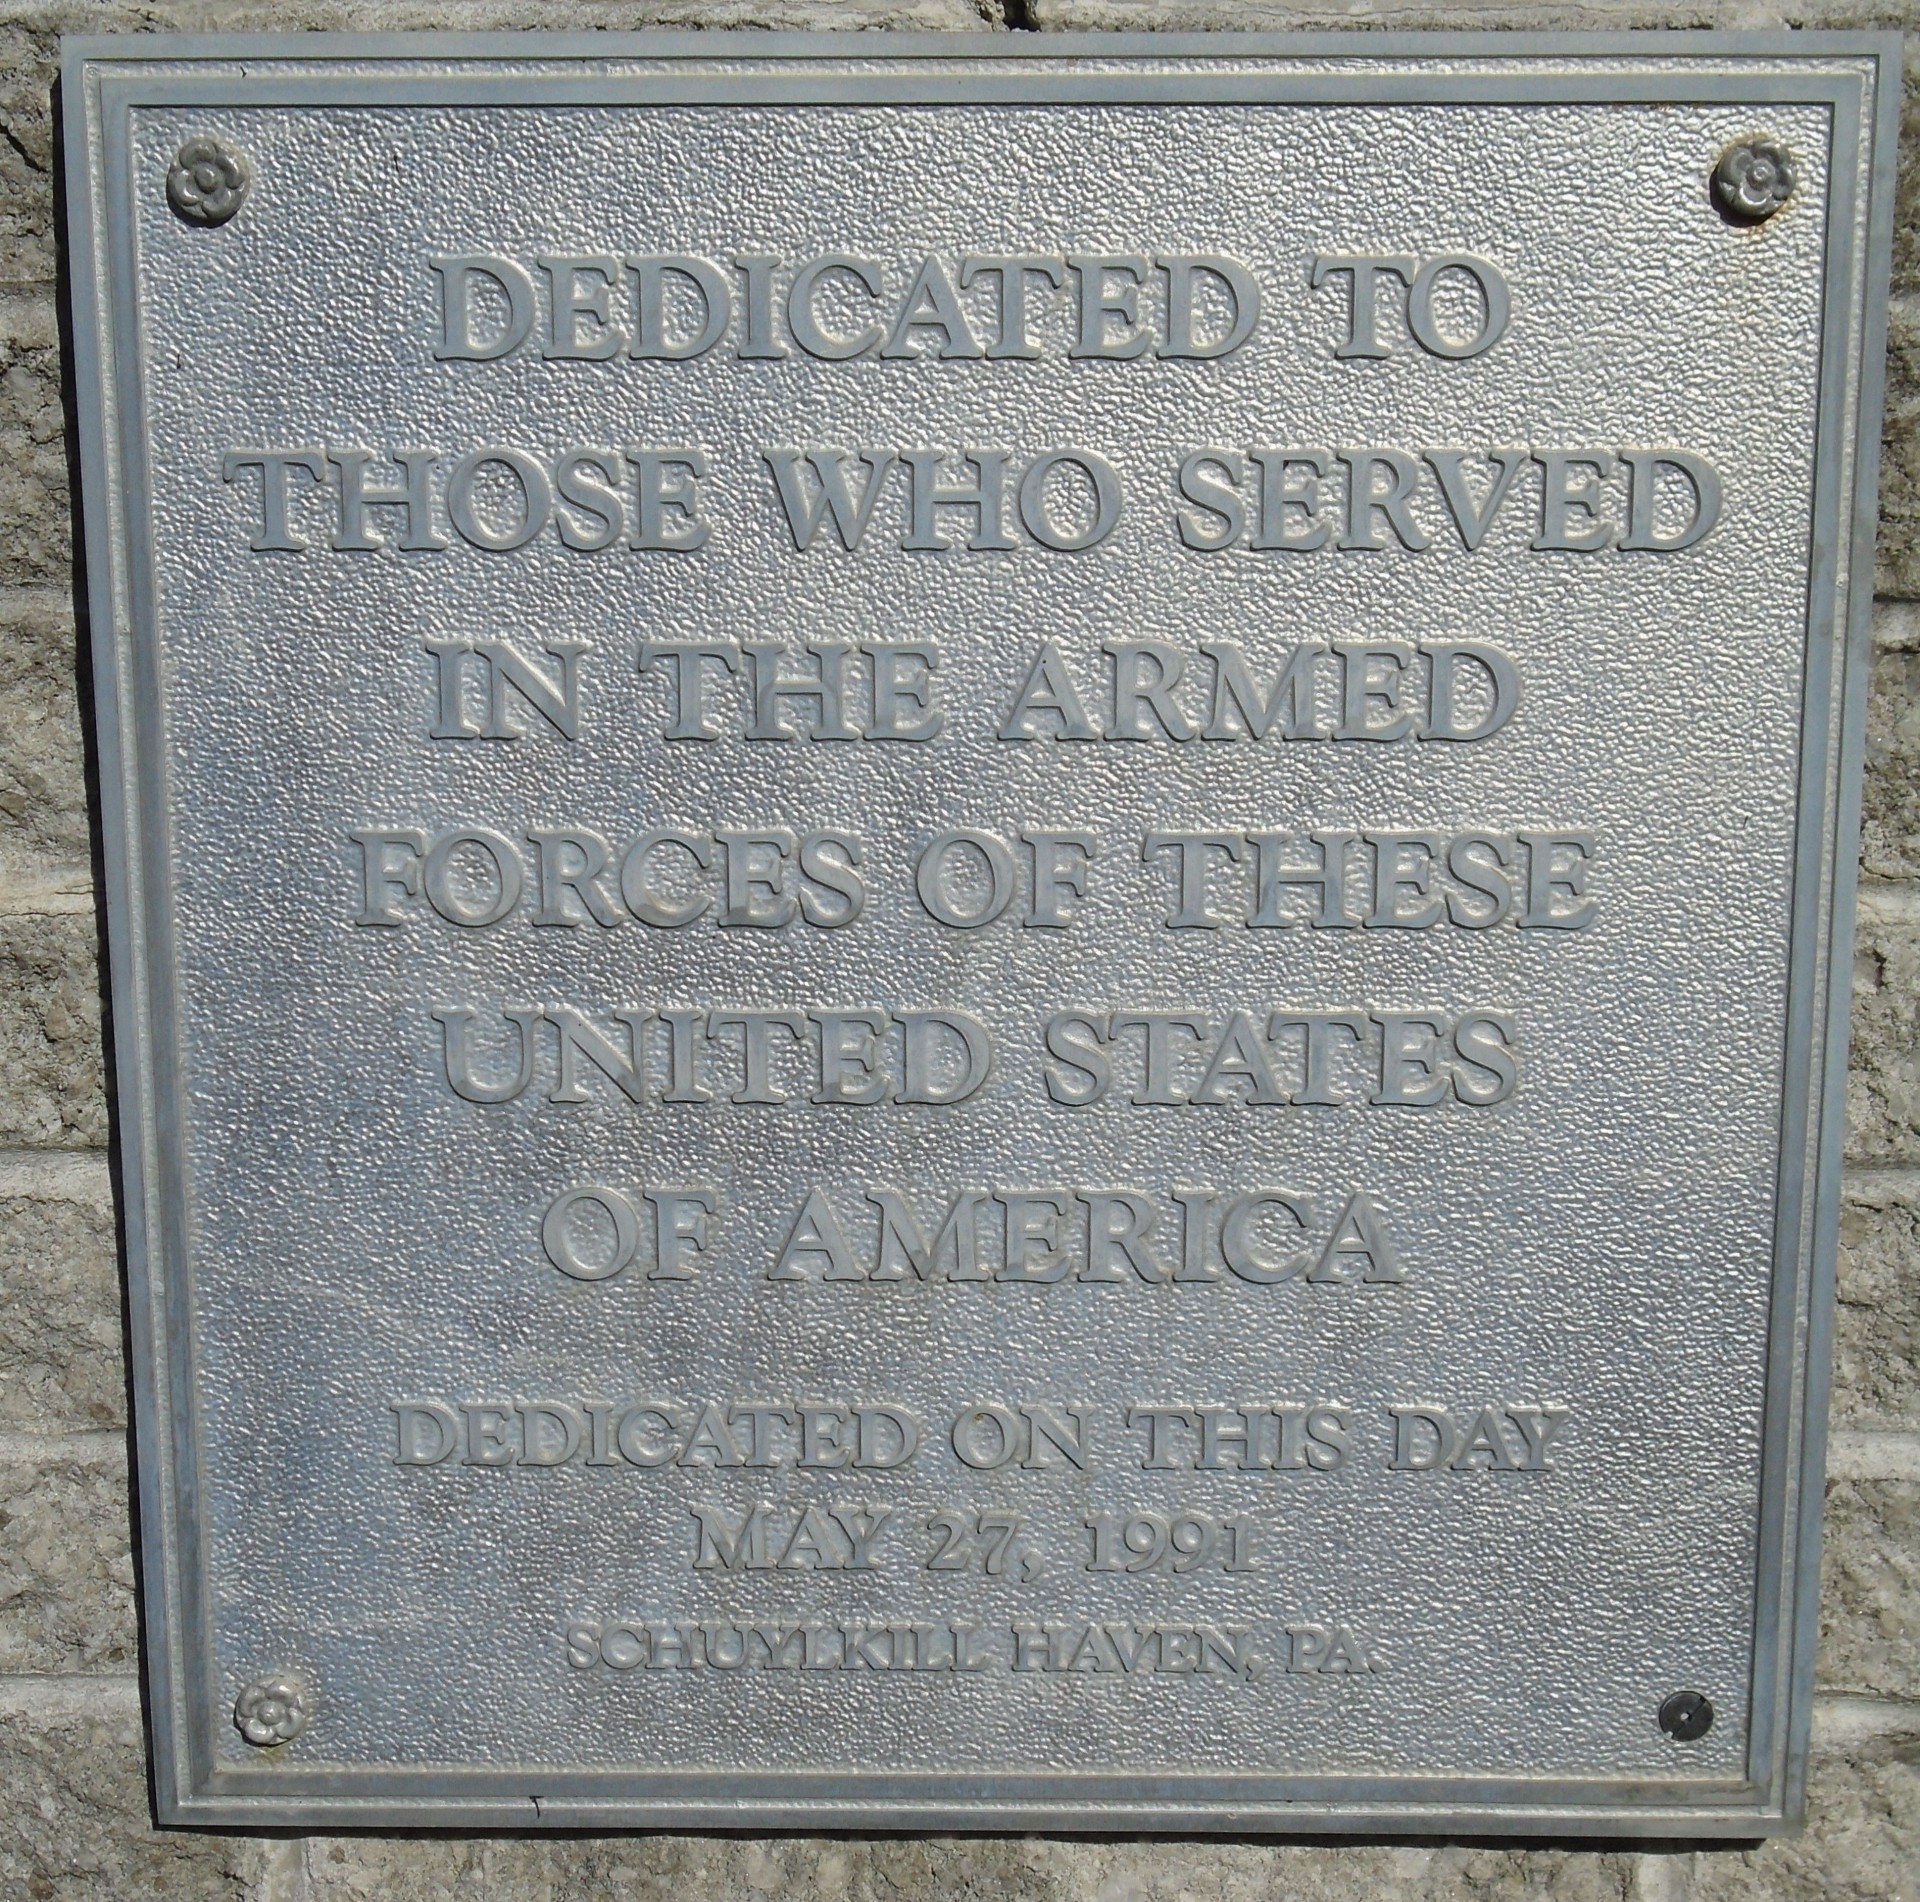 DEDICATED TO
THOSE WHO SERVED
IN THE ARMED
FORCES OF THESE
UNITED STATES
OF AMERICA
DEDICATED ON THIS DAY
MAY 27, 1991
SCHUYLKILL HAVEN, PA.